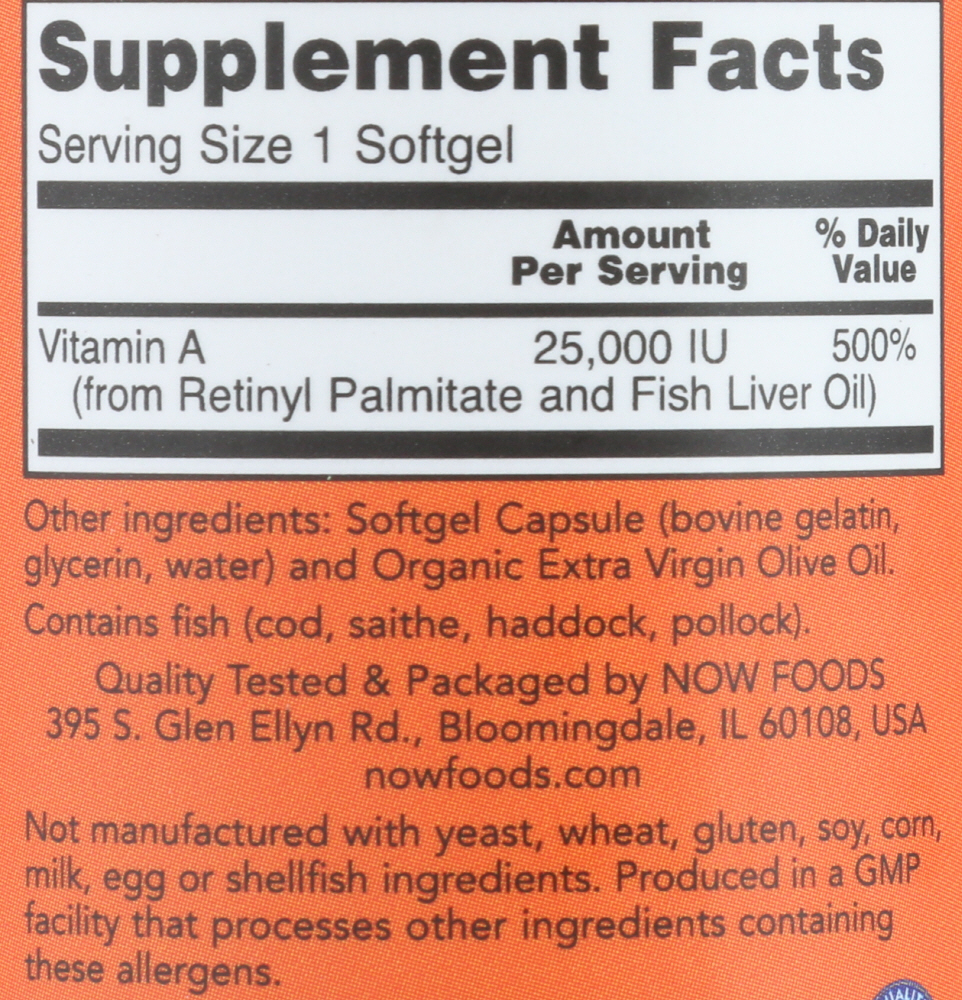 Supplement Facts
Serving Size 1 Softgel
Amount
Per Serving
% Daily
Value
Vitamin A 25,000 IU 500%
(from Retinyl Palmitate and Fish Liver Oil)
Other ingredients: Softgel Capsule (bovine gelatin,
glycerin, water) and Organic Extra Virgin Olive Oil.
Contains fish (cod, saithe, haddock, pollock).
Quality Tested & Packaged by NOW FOODS
395 S. Glen Ellyn Rd., Bloomingdale, IL 60108, USA
nowfoods.com
Not manufactured with yeast, wheat, gluten, soy, corn,
milk, egg or shellfish ingredients. Produced in a GMP
facility that processes other ingredients containing
these allergens.